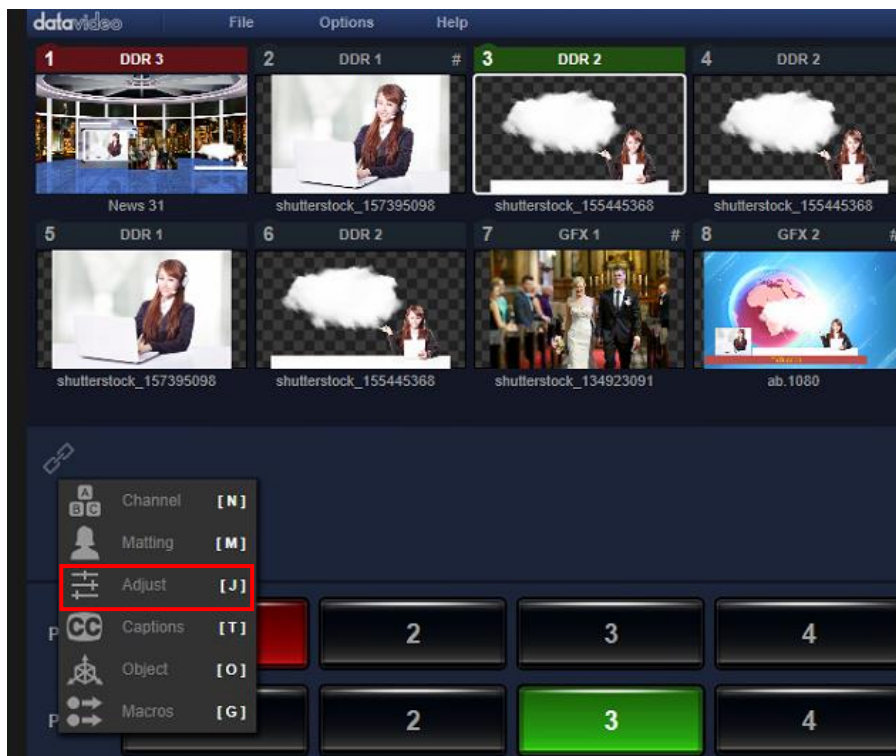 datavideo File Options Help
1 DDR 3 2 DDR 1 # 3 DDR 2 4 DDR 2
News 31 shutterstock_157395098 shutterstock_155445368 shutterstock_155445368
5 DDR 1 6 DDR 2 7 GFX 1 # 8 GFX 2 #
shutterstock_157395098 shutterstock_155445368 shutterstock_134923091 ab.1080
ABC Channel [ N ]
Matting [ M ]
Adjust [ J ]
CC Captions [ T ]
Object [ O ]
Macros [ G ]
P 2 3 4
P 2 3 4